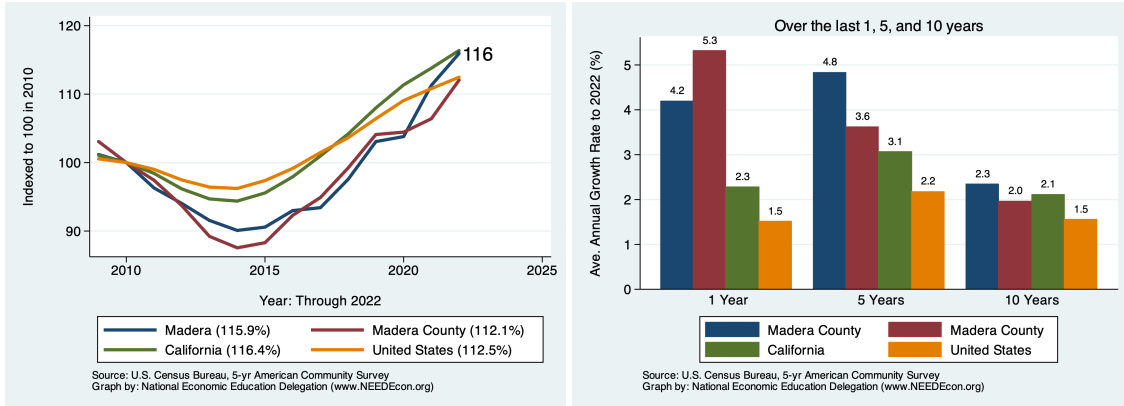 120
110
100
90
Indexed to 100 in 2010
116
2010 2015 2020 2025
Year: Through 2022
Madera (115.9%) Madera County (112.1%)
California (116.4%) United States (112.5%)
Source: U.S. Census Bureau, 5-yr American Community Survey
Graph by: National Economic Education Delegation (www.NEEDEcon.org)
Over the last 1, 5, and 10 years
Ave. Annual Growth Rate to 2022 (%)
5
4
3
2
1
0
4.2 5.3 2.3 1.5
4.8 3.6 3.1 2.2
2.3 2.0 2.1 1.5
1 Year 5 Years 10 Years
Madera County Madera County
California United States
Source: U.S. Census Bureau, 5-yr American Community Survey
Graph by: National Economic Education Delegation (www.NEEDEcon.org)